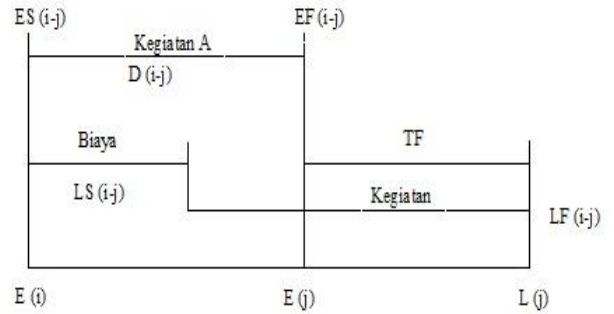 ES (i-j) EF (i-j)
Kegiatan A
D (i-j)
Biaya TF
LS (i-j) Kegiatan
LF (i-j)
E (i) E (j) L (j)